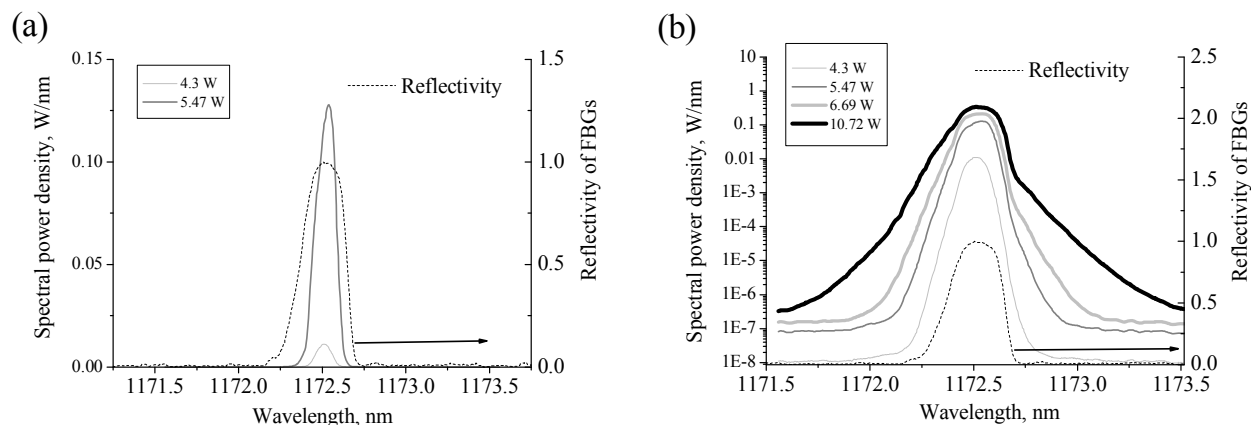 (a)
Spectral power density, W/nm
0.15
0.10
0.05
0.00
4.3 W
5.47 W
Reflectivity
1.5
1.0
0.5
0.0
Reflectivity of FBGs
1171.5
1172.0
1172.5
1173.0
1173.5
Wavelength, nm
(b)
Spectral power density, W/nm
10
1
0.1
0.01
1E-3
1E-4
1E-5
1E-6
1E-7
1E-8
4.3 W
5.47 W
6.69 W
10.72 W
Reflectivity
2.5
2.0
1.5
1.0
0.5
0.0
Reflectivity of FBGs
1171.5
1172.0
1172.5
1173.0
1173.5
Wavelength, nm